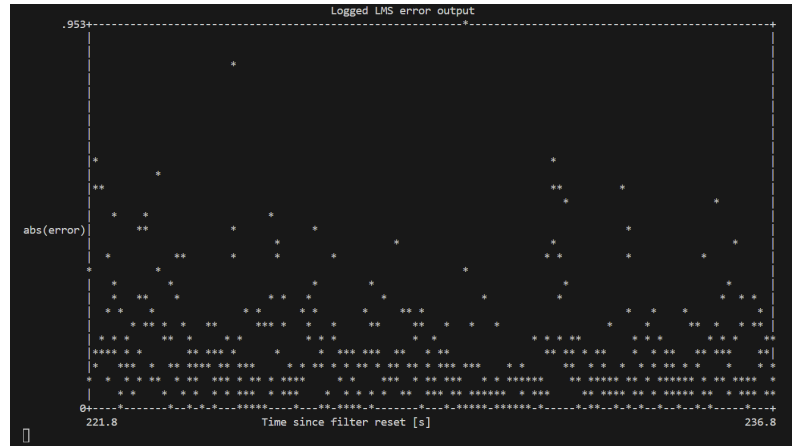 Logged LMS error output
.953
abs(error)
0
221.8 Time since filter reset [s] 236.8